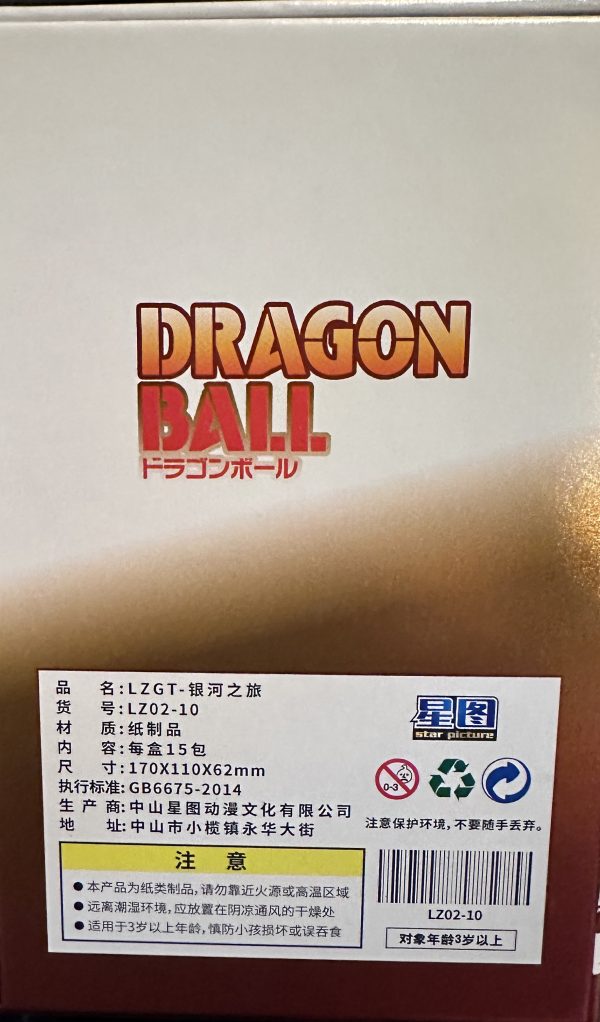 DRAGON
BALL
ドラゴンボール
品 名:LZGT-银河之旅
货 号:LZ02-10
材 质:纸制品
内 容:每盒15包
尺 寸:170X110X62mm
执行标准:GB6675-2014
生 产 商:中山星图动漫文化有限公司
地 址:中山市小榄镇永华大街
星图
star picture
0-3
注意保护环境,不要随手丢弃。
注 意
● 本产品为纸类制品,请勿靠近火源或高温区域
● 远离潮湿环境,应放置在阴凉通风的干燥处
● 适用于3岁以上年龄,慎防小孩损坏或误吞食
LZ02-10
对象年龄3岁以上